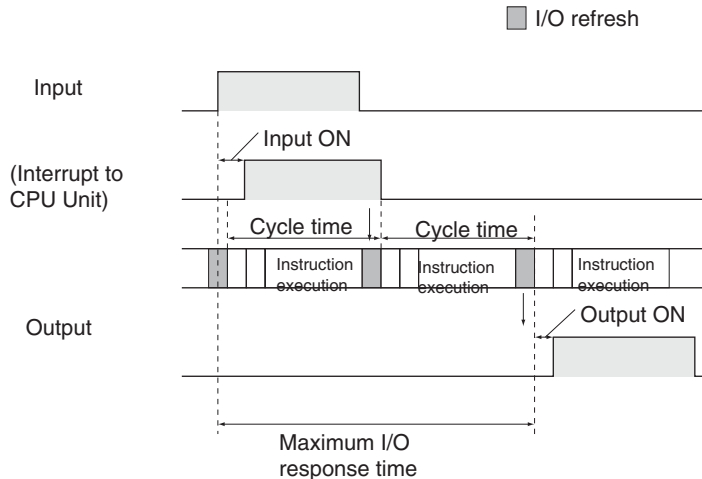 I/O refresh
Input
Input ON
(Interrupt to
CPU Unit)
Cycle time
Cycle time
Instruction
execution
Instruction
execution
Instruction
execution
Output
Output ON
Maximum I/O
response time